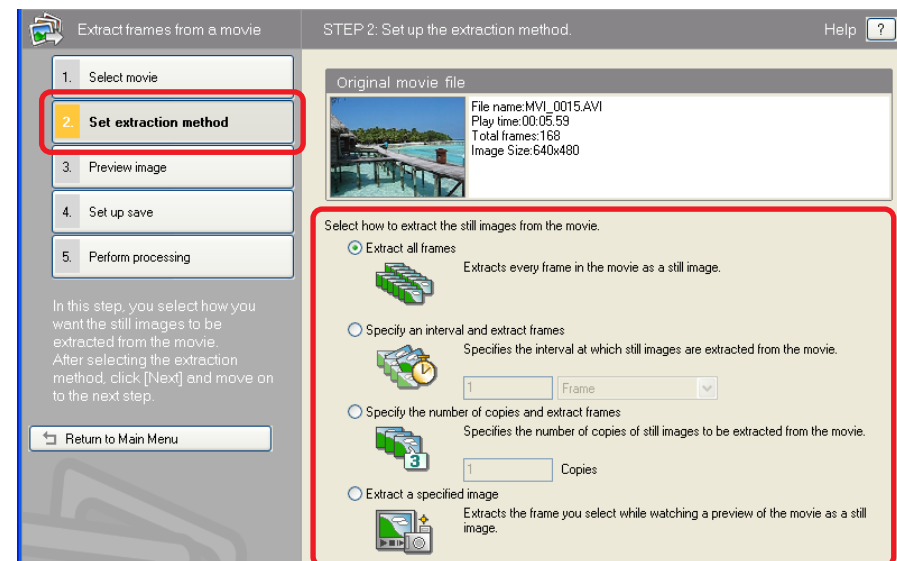 Extract frames from a movie
STEP 2: Set up the extraction method.
Help ?
1. Select movie
2. Set extraction method
3. Preview image
4. Set up save
5. Perform processing
In this step, you select how you
want the still images to be
extracted from the movie.
After selecting the extraction
method, click [Next] and move on
to the next step.
Return to Main Menu
Original movie file
File name:MVI_0015.AVI
Play time:00:05.59
Total frames:168
Image Size:640x480
Select how to extract the still images from the movie.
Extract all frames
Extracts every frame in the movie as a still image.
Specify an interval and extract frames
Specifies the interval at which still images are extracted from the movie.
1 Frame
Specify the number of copies and extract frames
Specifies the number of copies of still images to be extracted from the movie.
3
1 Copies
Extract a specified image
Extracts the frame you select while watching a preview of the movie as a still
image.